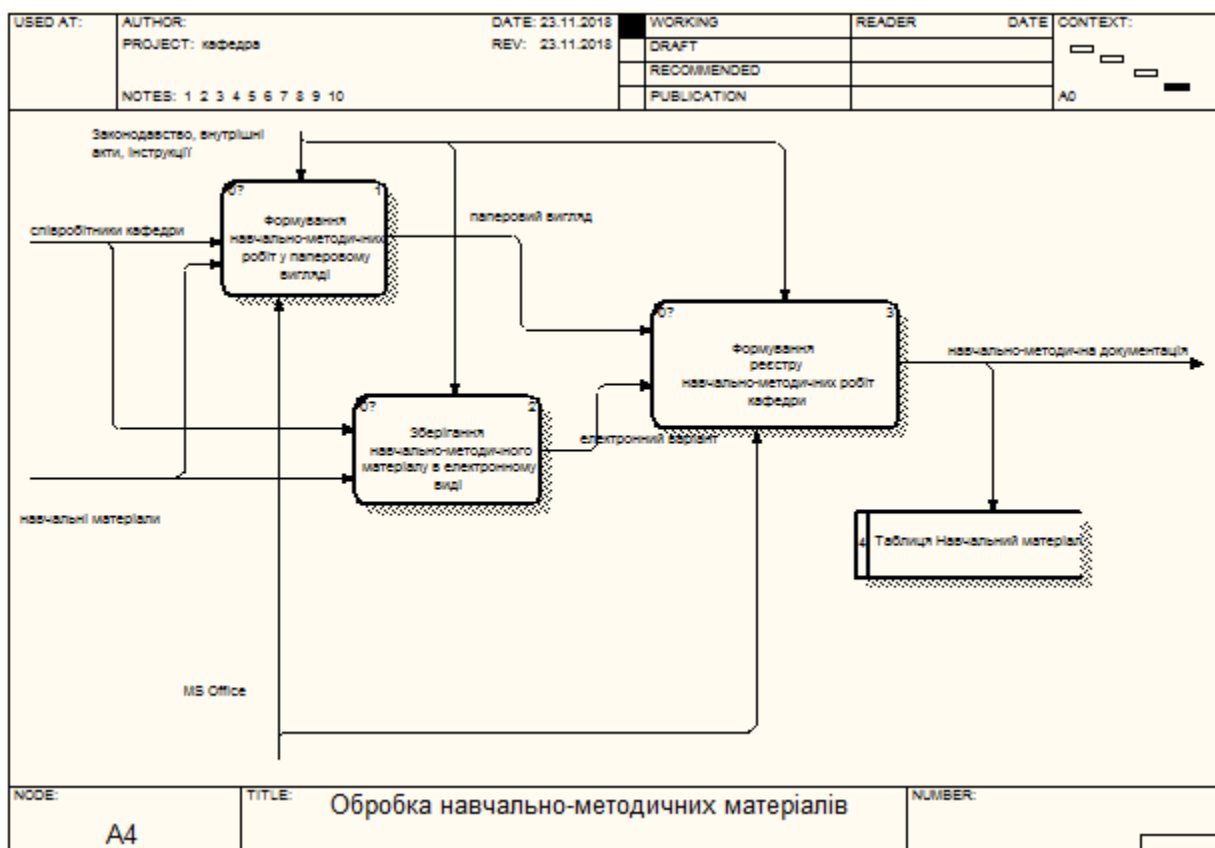 USED AT:
AUTHOR:
DATE: 23.11.2018
PROJECT: кафедра
REV: 23.11.2018
NOTES: 1 2 3 4 5 6 7 8 9 10
WORKING
DRAFT
RECOMMENDED
PUBLICATION
READER
DATE
CONTEXT:
A0
Законодавство, внутрішні
акти, інструкції
0?
1
Формування
навчально-методичних
робіт у паперовому
вигляді
співробітники кафедри
паперовий вигляд
0?
3
Формування
реєстру
навчально-методичних робіт
кафедри
навчально-методична документація
0?
2
Зберігання
навчально-методичного
матеріалу в електронному
виді
електронний варіант
навчальні матеріали
4
Таблиця Навчальний матеріал
MS Office
NODE:
A4
TITLE:
Обробка навчально-методичних матеріалів
NUMBER: